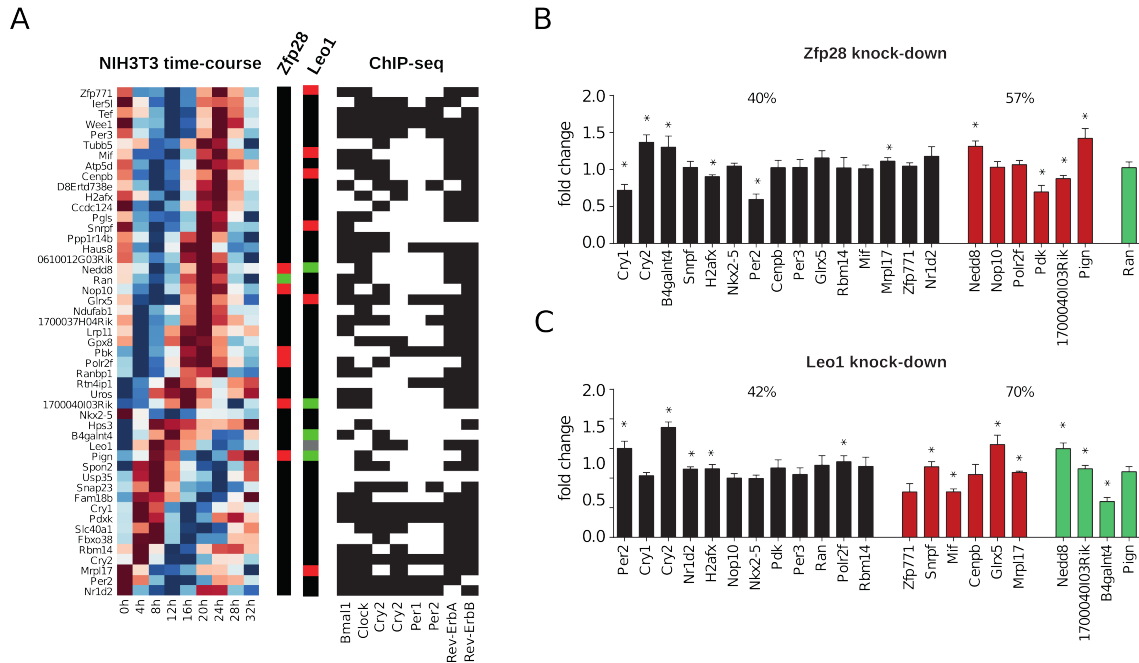 A
NIH3T3 time-course
Zfp28
Leo1
ChIP-seq
Zfp771
Ier5l
Tef
Wee1
Per3
Tubb5
Mif
Atp5d
Cenpb
D8Ertd738e
H2afx
Ccdc124
Pgls
Snrpf
Ppp1r14b
Haus8
0610012G03Rik
Nedd8
Ran
Nop10
Glrx5
Ndufab1
1700037H04Rik
Lrp11
Gpx8
Pbk
Polr2f
Ranbp1
Rtn4ip1
Uros
1700040I03Rik
Nkx2-5
Hps3
B4galnt4
Leo1
Pign
Spon2
Usp35
Snap23
Fam18b
Cry1
Pdxk
Slc40a1
Fbxo38
Rbm14
Cry2
Mrpl17
Per2
Nr1d2
0h 4h 8h 12h 16h 20h 24h 28h 32h
Bmal1 Clock Cry2 Cry2 Per1 Per2 Rev-ErbA Rev-ErbB
B
Zfp28 knock-down
40% 57%
fold change
2.0
1.5
1.0
0.5
0.0
* * * * * * * * * *
Cry1 Cry2 B4galnt4 Snrpf H2afx Nkx2-5 Per2 Cenpb Per3 Glrx5 Rbm14 Mif Mrpl17 Zfp771 Nr1d2 Nedd8 Nop10 Polr2f Pdk 1700040I03Rik Pign Ran
C
Leo1 knock-down
42% 70%
fold change
2.0
1.5
1.0
0.5
0.0
* * * * * * * * * * * *
Per2 Cry1 Cry2 Nr1d2 H2afx Nop10 Nkx2-5 Pdk Per3 Ran Polr2f Rbm14 Zfp771 Snrpf Mif Cenpb Glrx5 Mrpl17 Nedd8 1700040I03Rik B4galnt4 Pign